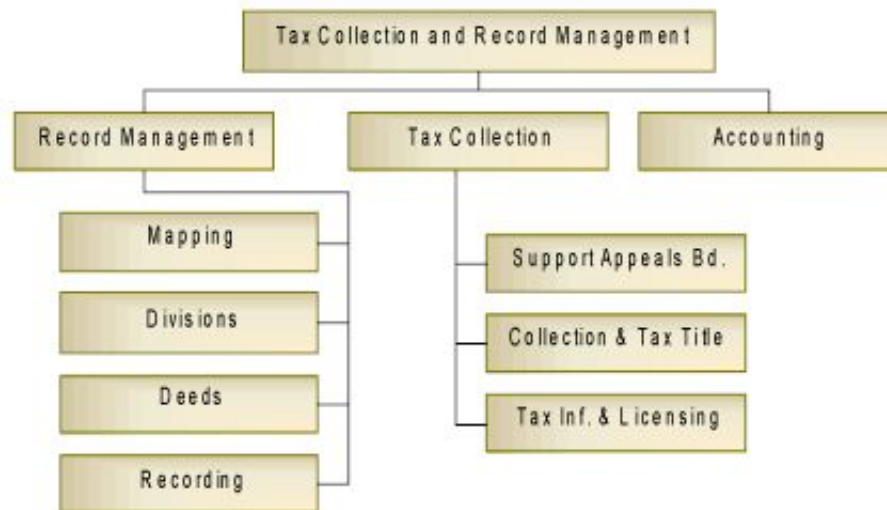 Tax Collection and Record Management
Record Management
Tax Collection
Accounting
Mapping
Divisions
Deeds
Recording
Support Appeals Bd.
Collection & Tax Title
Tax Inf. & Licensing